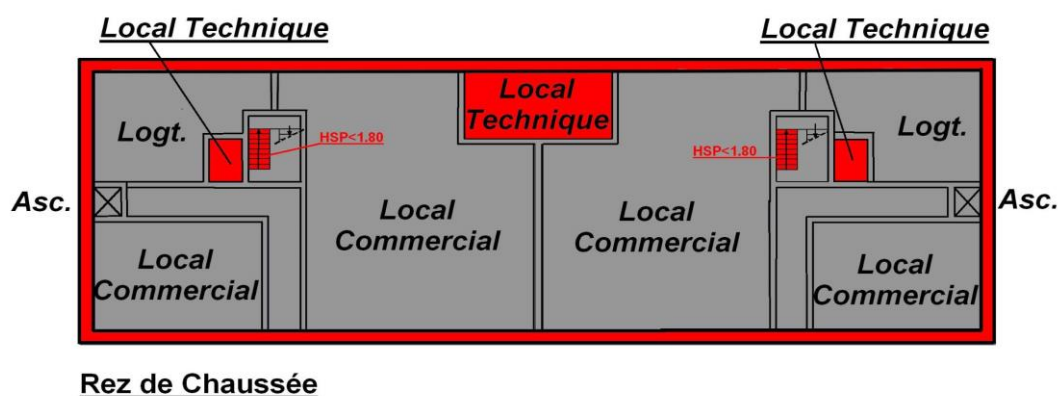 Local Technique
Local Technique
Local
Technique
Logt.
Logt.
HSP<1.80
HSP<1.80
Asc.
Asc.
Local
Commercial
Local
Commercial
Local
Commercial
Local
Commercial
Rez de Chaussée